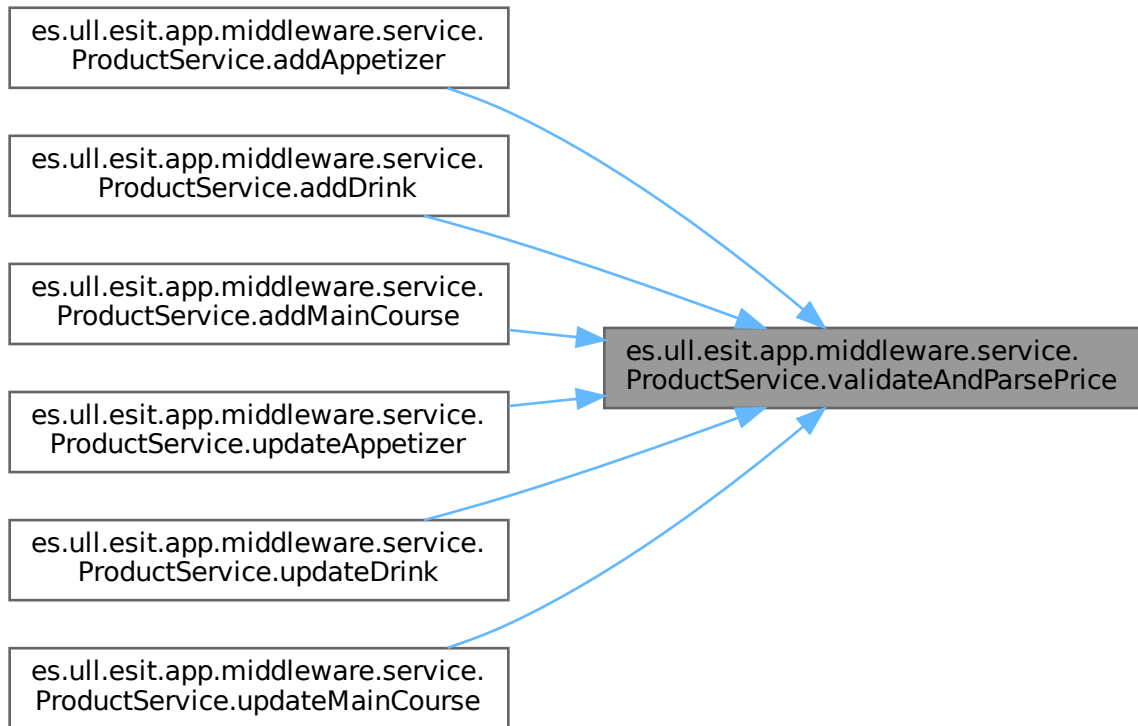 es.ull.esit.app.middleware.service.
ProductService.addAppetizer
es.ull.esit.app.middleware.service.
ProductService.addDrink
es.ull.esit.app.middleware.service.
ProductService.addMainCourse
es.ull.esit.app.middleware.service.
ProductService.updateAppetizer
es.ull.esit.app.middleware.service.
ProductService.updateDrink
es.ull.esit.app.middleware.service.
ProductService.updateMainCourse
es.ull.esit.app.middleware.service.
ProductService.validateAndParsePrice